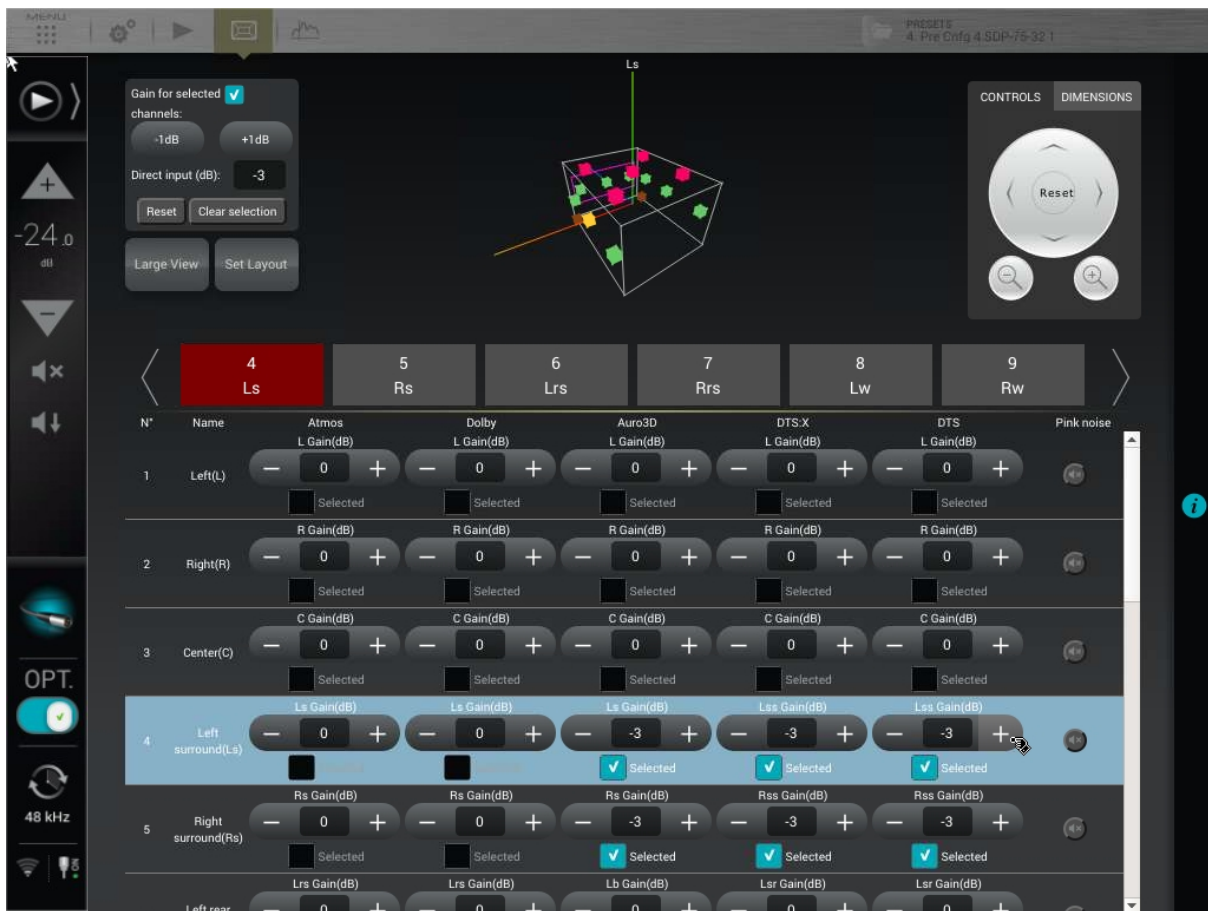 MENU
PRESETS
4. Pre Cnfg 4.SDP-75-32 1
Ls
Gain for selected
channels:
-1dB +1dB
Direct input (dB): -3
Reset Clear selection
Large View Set Layout
CONTROLS DIMENSIONS
Reset
-24.0
dB
4 5 6 7 8 9
Ls Rs Lrs Rrs Lw Rw
N° Name Atmos Dolby Auro3D DTS:X DTS Pink noise
L Gain(dB) L Gain(dB) L Gain(dB) L Gain(dB) L Gain(dB)
1 Left(L) − 0 + − 0 + − 0 + − 0 + − 0 +
Selected Selected Selected Selected Selected
R Gain(dB) R Gain(dB) R Gain(dB) R Gain(dB) R Gain(dB)
2 Right(R) − 0 + − 0 + − 0 + − 0 + − 0 +
Selected Selected Selected Selected Selected
C Gain(dB) C Gain(dB) C Gain(dB) C Gain(dB) C Gain(dB)
3 Center(C) − 0 + − 0 + − 0 + − 0 + − 0 +
Selected Selected Selected Selected Selected
Ls Gain(dB) Ls Gain(dB) Ls Gain(dB) Lss Gain(dB) Lss Gain(dB)
4 Left surround(Ls) − 0 + − 0 + − -3 + − -3 + − -3 +
Selected Selected Selected
Rs Gain(dB) Rs Gain(dB) Rs Gain(dB) Rss Gain(dB) Rss Gain(dB)
5 Right surround(Rs) − 0 + − 0 + − -3 + − -3 + − -3 +
Selected Selected Selected Selected Selected
Lrs Gain(dB) Lrs Gain(dB) Lb Gain(dB) Lsr Gain(dB) Lsr Gain(dB)
Left rear 0 0 0 0 0
OPT.
48 kHz
ON
i